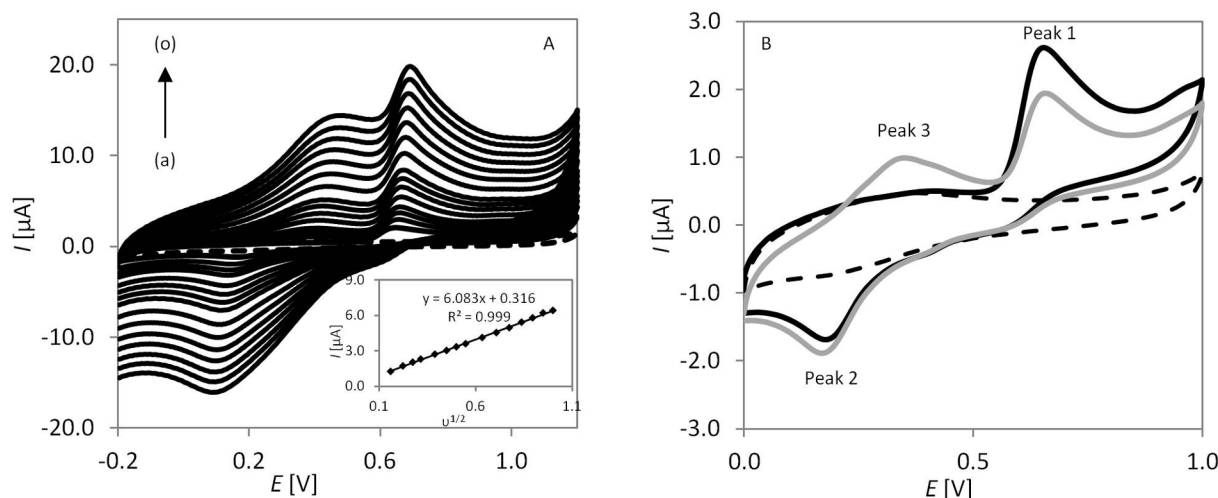 (o)
A
(a)
20.0
10.0
0.0
-10.0
-20.0
I [µA]
-0.2
0.2
0.6
1.0
E [V]
y = 6.083x + 0.316
R² = 0.999
9.0
6.0
3.0
0.0
I [µA]
0.1
0.6
1.1
υ^1/2
B
Peak 1
Peak 3
Peak 2
3.0
2.0
1.0
0.0
-1.0
-2.0
-3.0
I [µA]
0.0
0.5
1.0
E [V]